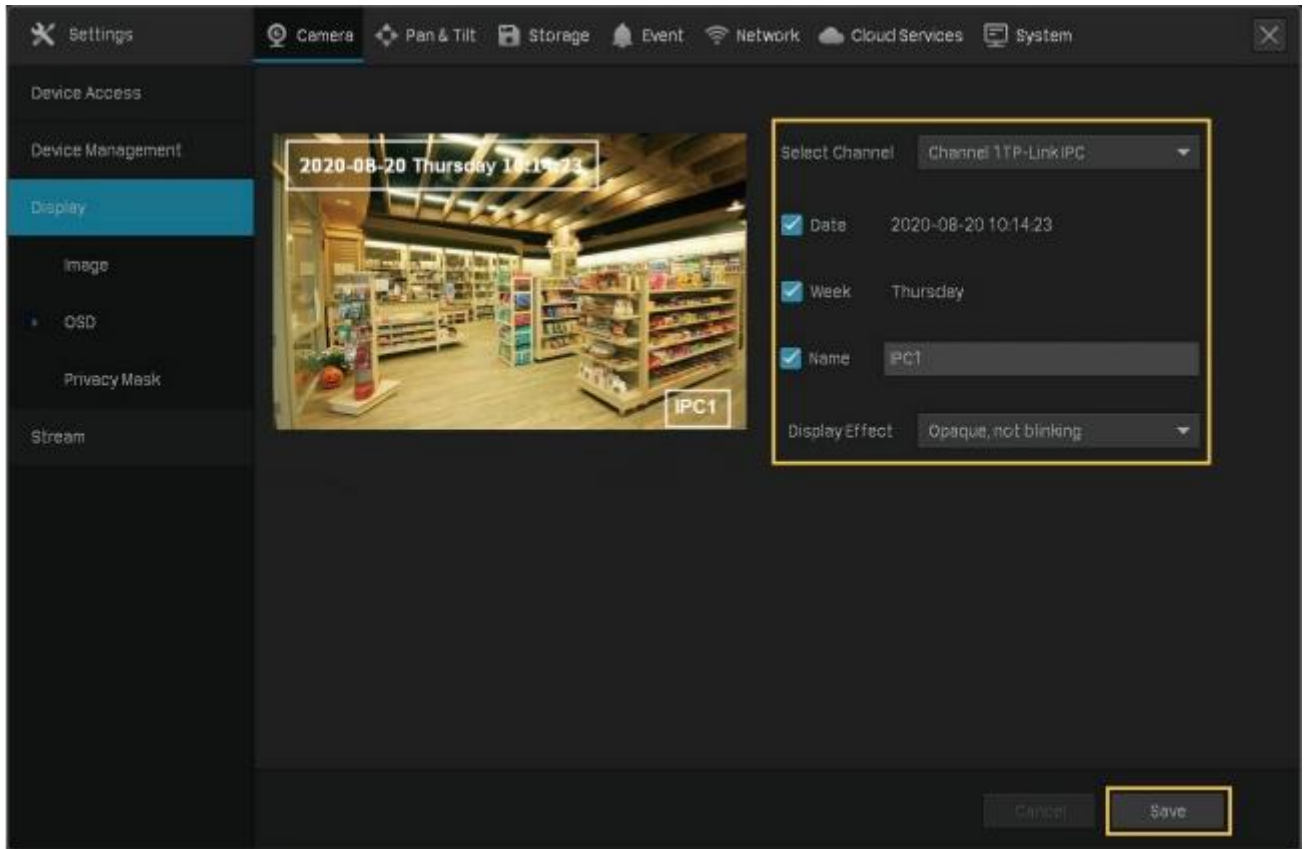 Settings
Camera Pan & Tilt Storage Event Network Cloud Services System
Device Access
Device Management
Display
Image
OSD
Privacy Mask
Stream
2020-08-20 Thursday 10:14:23
IPC1
Select Channel Channel 1 TP-Link IPC
Date 2020-08-20 10:14:23
Week Thursday
Name IPC1
Display Effect Opaque, not blinking
Cancel Save